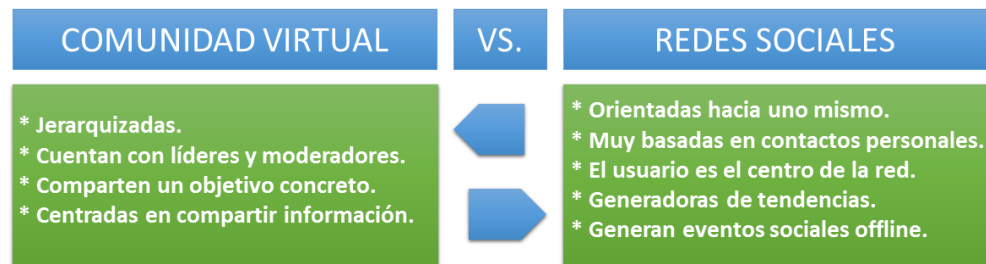 COMUNIDAD VIRTUAL
VS.
REDES SOCIALES
* Jerarquizadas.
* Cuentan con líderes y moderadores.
* Comparten un objetivo concreto.
* Centradas en compartir información.
* Orientadas hacia uno mismo.
* Muy basadas en contactos personales.
* El usuario es el centro de la red.
* Generadoras de tendencias.
* Generan eventos sociales offline.